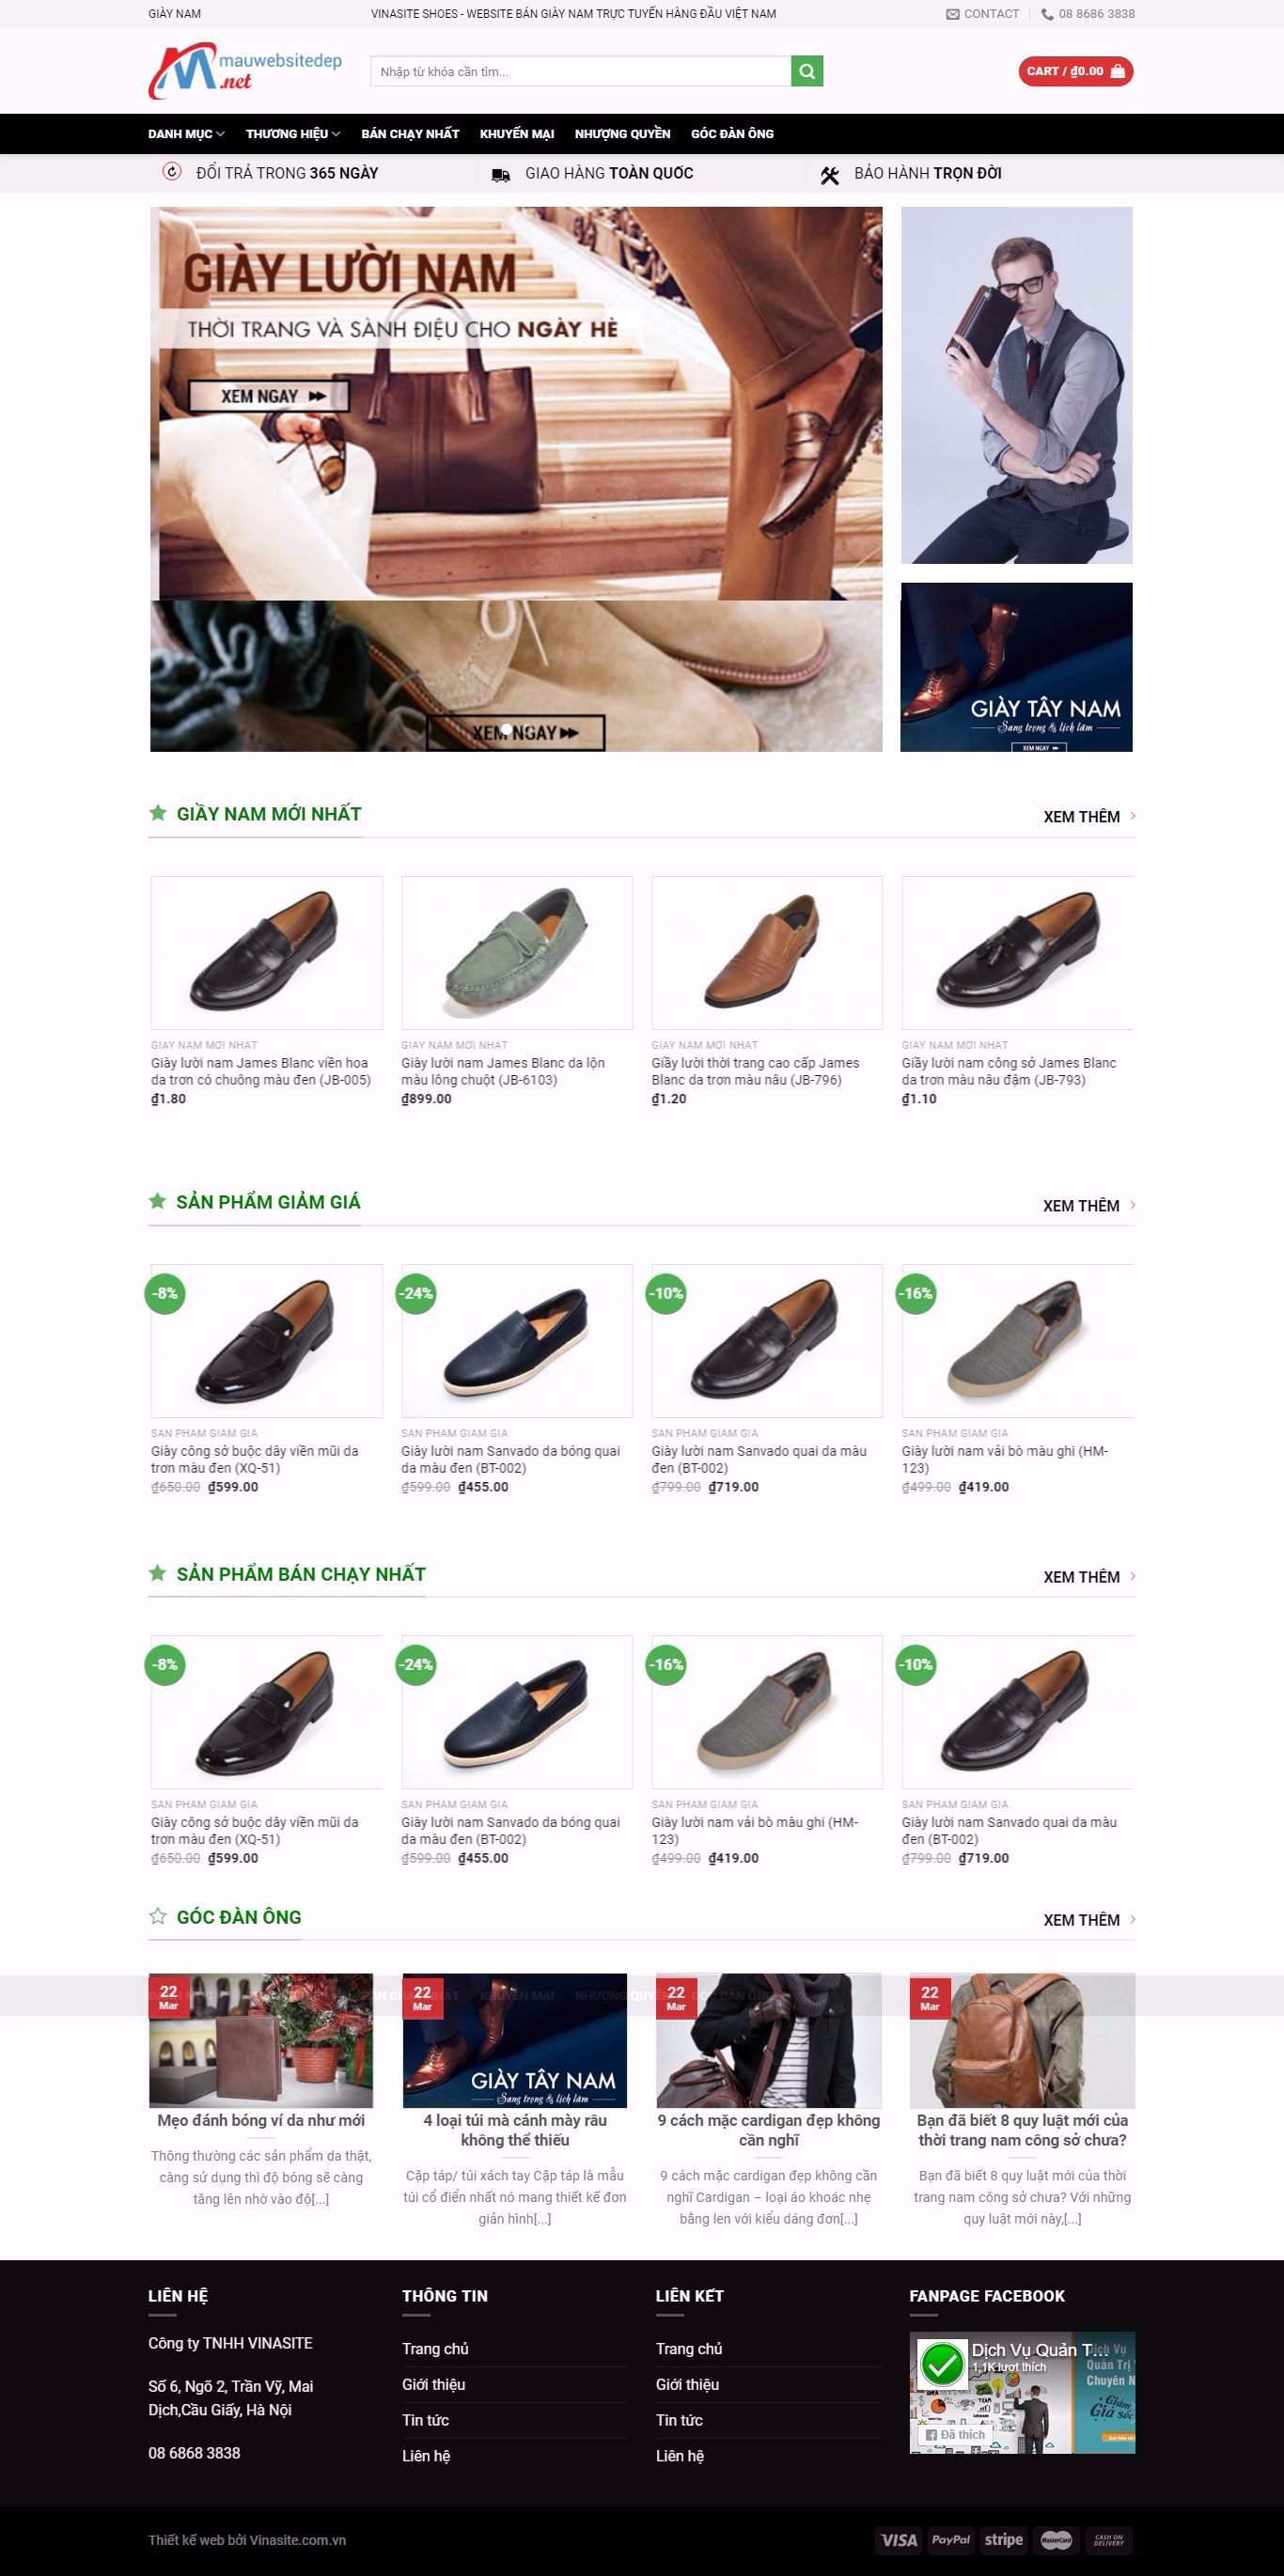 GIÀY NAM
VINASITE SHOES - WEBSITE BÁN GIÀY NAM TRỰC TUYẾN HÀNG ĐẦU VIỆT NAM
CONTACT
08 8686 3838
mauwebsitedep
.net
Nhập từ khóa cần tìm...
CART / ₫0.00
DANH MỤC
THƯƠNG HIỆU
BÁN CHẠY NHẤT
KHUYẾN MẠI
NHƯỢNG QUYỀN
GÓC ĐÀN ÔNG
ĐỔI TRẢ TRONG 365 NGÀY
GIAO HÀNG TOÀN QUỐC
BẢO HÀNH TRỌN ĐỜI
GIÀY LƯỜI NAM
THỜI TRANG VÀ SÀNH ĐIỆU CHO NGÀY HÈ
XEM NGAY
XEM NGAY
GIÀY TÂY NAM
Sang trọng & lịch lãm
XEM NGAY
GIẦY NAM MỚI NHẤT
XEM THÊM
GIAY NAM MOI NHAT
Giày lười nam James Blanc viền hoa
da trơn có chuông màu đen (JB-005)
₫1.80
GIAY NAM MOI NHAT
Giày lười nam James Blanc da lộn
màu lông chuột (JB-6103)
₫899.00
GIAY NAM MOI NHAT
Giầy lười thời trang cao cấp James
Blanc da trơn màu nâu (JB-796)
₫1.20
GIAY NAM MOI NHAT
Giầy lười nam công sở James Blanc
da trơn màu nâu đậm (JB-793)
₫1.10
SẢN PHẨM GIẢM GIÁ
XEM THÊM
-8%
SAN PHAM GIAM GIA
Giày công sở buộc dây viền mũi da
trơn màu đen (XQ-51)
₫650.00 ₫599.00
-24%
SAN PHAM GIAM GIA
Giày lười nam Sanvado da bóng quai
da màu đen (BT-002)
₫599.00 ₫455.00
-10%
SAN PHAM GIAM GIA
Giày lười nam Sanvado quai da màu
đen (BT-002)
₫799.00 ₫719.00
-16%
SAN PHAM GIAM GIA
Giày lười nam vải bò màu ghi (HM-
123)
₫499.00 ₫419.00
SẢN PHẨM BÁN CHẠY NHẤT
XEM THÊM
-8%
SAN PHAM GIAM GIA
Giày công sở buộc dây viền mũi da
trơn màu đen (XQ-51)
₫650.00 ₫599.00
-24%
SAN PHAM GIAM GIA
Giày lười nam Sanvado da bóng quai
da màu đen (BT-002)
₫599.00 ₫455.00
-16%
SAN PHAM GIAM GIA
Giày lười nam vải bò màu ghi (HM-
123)
₫499.00 ₫419.00
-10%
SAN PHAM GIAM GIA
Giày lười nam Sanvado quai da màu
đen (BT-002)
₫799.00 ₫719.00
GÓC ĐÀN ÔNG
XEM THÊM
22
Mar
Mẹo đánh bóng ví da như mới
Thông thường các sản phẩm da thật,
càng sử dụng thì độ bóng sẽ càng
tăng lên nhờ vào độ[...]
22
Mar
GIÀY TÂY NAM
Sang trọng & lịch lãm
4 loại túi mà cánh mày râu
không thể thiếu
Cặp táp/ túi xách tay Cặp táp là mẫu
túi cổ điển nhất nó mang thiết kế đơn
giản hình[...]
22
Mar
9 cách mặc cardigan đẹp không
cần nghĩ
9 cách mặc cardigan đẹp không cần
nghĩ Cardigan – loại áo khoác nhẹ
bằng len với kiểu dáng đơn[...]
22
Mar
Bạn đã biết 8 quy luật mới của
thời trang nam công sở chưa?
Bạn đã biết 8 quy luật mới của thời
trang nam công sở chưa? Với những
quy luật mới này,[...]
LIÊN HỆ
Công ty TNHH VINASITE
Số 6, Ngõ 2, Trần Vỹ, Mai
Dịch,Cầu Giấy, Hà Nội
08 6868 3838
THÔNG TIN
Trang chủ
Giới thiệu
Tin tức
Liên hệ
LIÊN KẾT
Trang chủ
Giới thiệu
Tin tức
Liên hệ
FANPAGE FACEBOOK
Dịch Vụ Quản T...
1,1K lượt thích
Đã thích
Thiết kế web bởi Vinasite.com.vn
VISA
PayPal
stripe
MasterCard
CASH ON
DELIVERY